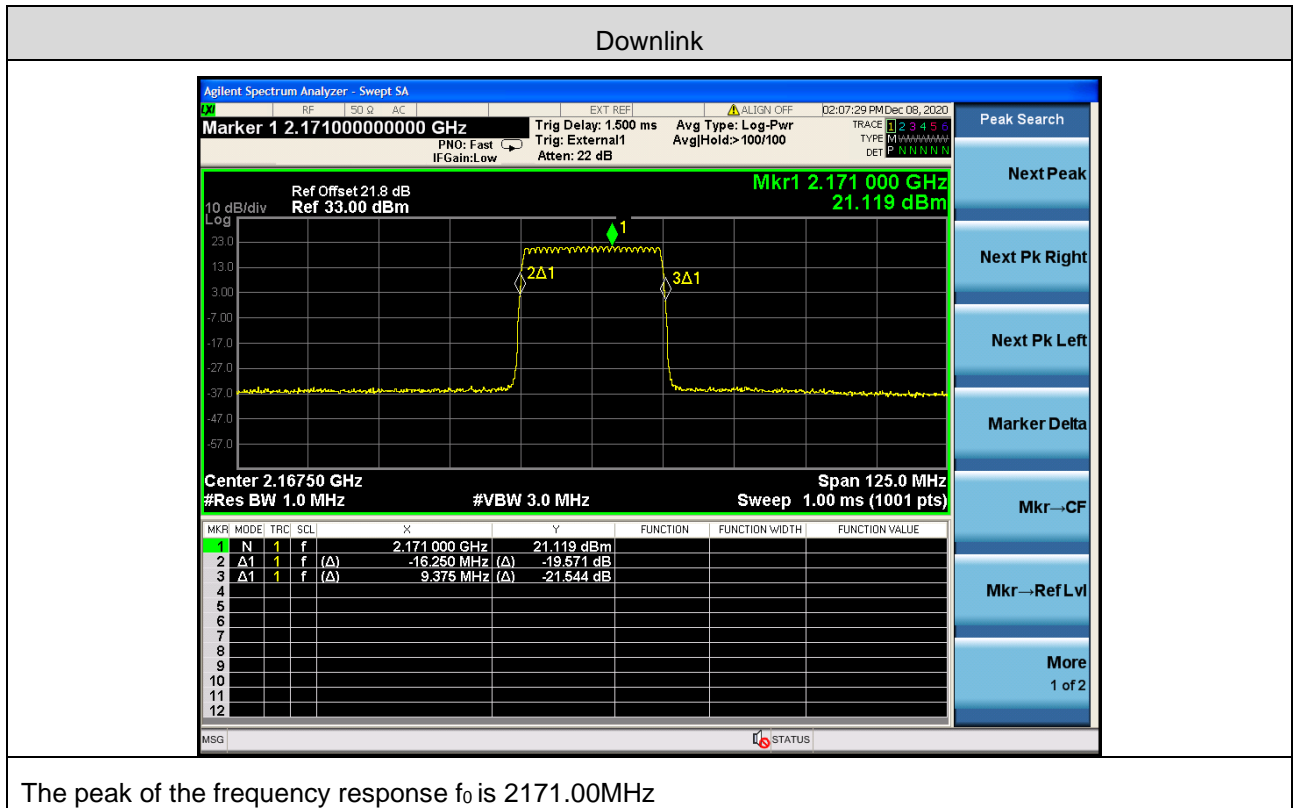 Downlink
Agilent Spectrum Analyzer - Swept SA
LXI RF 50 Ω AC EXT REF ALIGN OFF 02:07:29 PM Dec 08, 2020
Marker 1 2.171000000000 GHz
PNO: Fast
IFGain:Low
Trig Delay: 1.500 ms
Trig: External1
Atten: 22 dB
Avg Type: Log-Pwr
Avg|Hold:>100/100
TRACE 1 2 3 4 5 6
TYPE M WWWWW
DET P N N N N N
Peak Search
Mkr1 2.171 000 GHz
21.119 dBm
Ref Offset 21.8 dB
10 dB/div Ref 33.00 dBm
Log
23.0
13.0
3.00
-7.00
-17.0
-27.0
-37.0
-47.0
-57.0
1
2Δ1
3Δ1
Center 2.16750 GHz Span 125.0 MHz
#Res BW 1.0 MHz #VBW 3.0 MHz Sweep 1.00 ms (1001 pts)
MKR MODE TRC SCL X Y FUNCTION FUNCTION WIDTH FUNCTION VALUE
1 N 1 f 2.171 000 GHz 21.119 dBm
2 Δ1 1 f (Δ) -16.250 MHz (Δ) -19.571 dB
3 Δ1 1 f (Δ) 9.375 MHz (Δ) -21.544 dB
4
5
6
7
8
9
10
11
12
MSG STATUS
Next Peak
Next Pk Right
Next Pk Left
Marker Delta
Mkr→CF
Mkr→Ref Lvl
More
1 of 2
The peak of the frequency response f₀ is 2171.00MHz